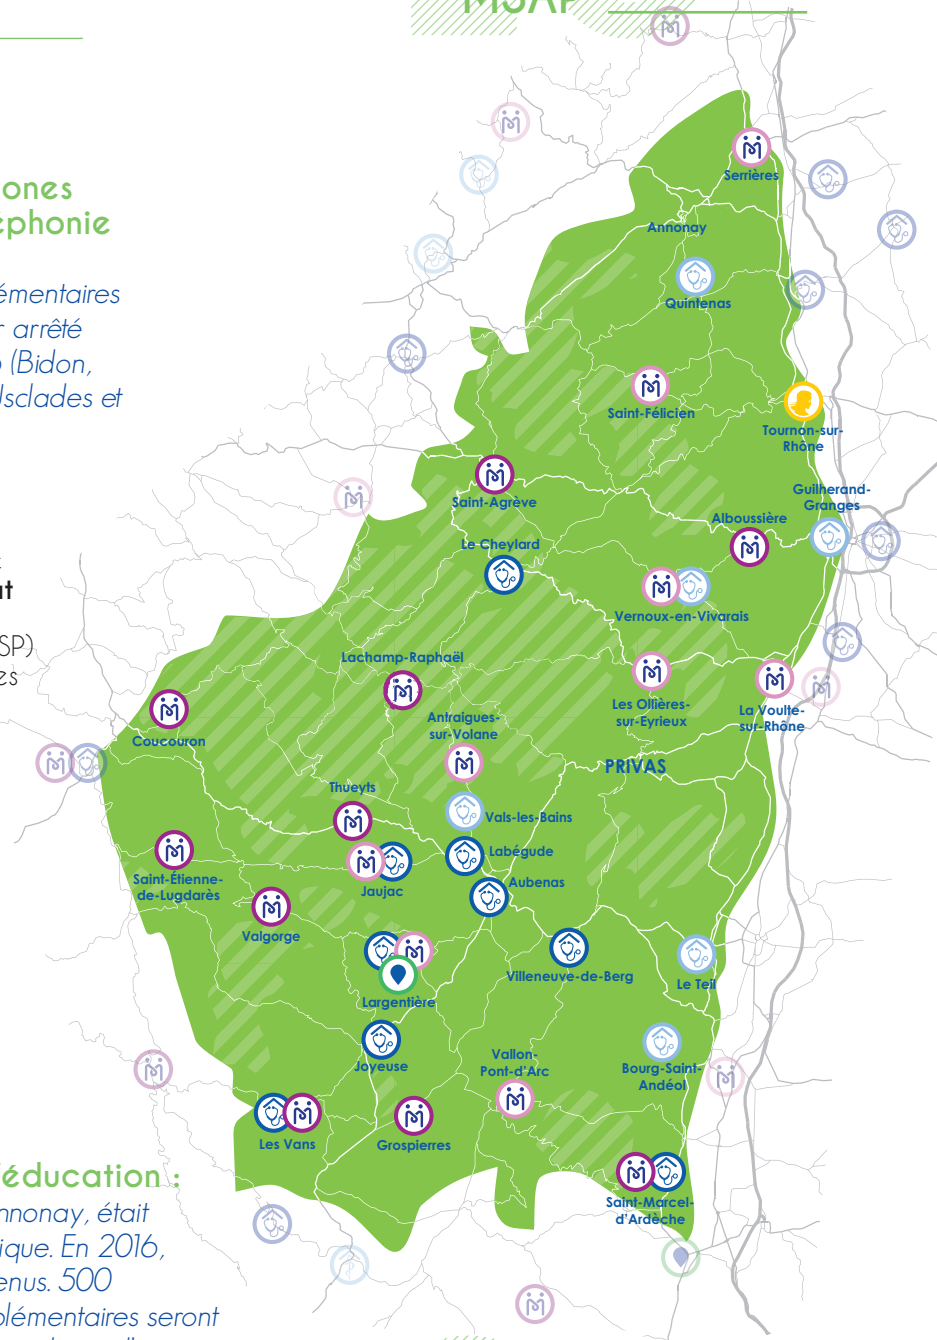 MSAP
ones
éphonie
émentaires
r arrêté
(Bidon,
Usclades et
at
SP)
es
'éducation :
nnonay, était
ique. En 2016,
enus. 500
plémentaires seront
Serrières
Annonay
Quintenas
Saint-Félicien
Tournon-sur-
Rhône
Saint-Agrève
Guilherand-
Granges
Alboussière
Le Cheylard
Vernoux-en-Vivarais
Lachamp-Raphaël
Les Ollières-
sur-Eyrieux
La Voulte-
sur-Rhône
Coucouron
Antraigues-
sur-Volane
PRIVAS
Thueyts
Vals-les-Bains
Labégude
Saint-Étienne-
de-Lugdarès
Jaujac
Aubenas
Valgorge
Villeneuve-de-Berg
Le Teil
Largentière
Joyeuse
Vallon-
Pont-d'Arc
Bourg-Saint-
Andéol
Les Vans
Grospierres
Saint-Marcel-
d'Ardèche